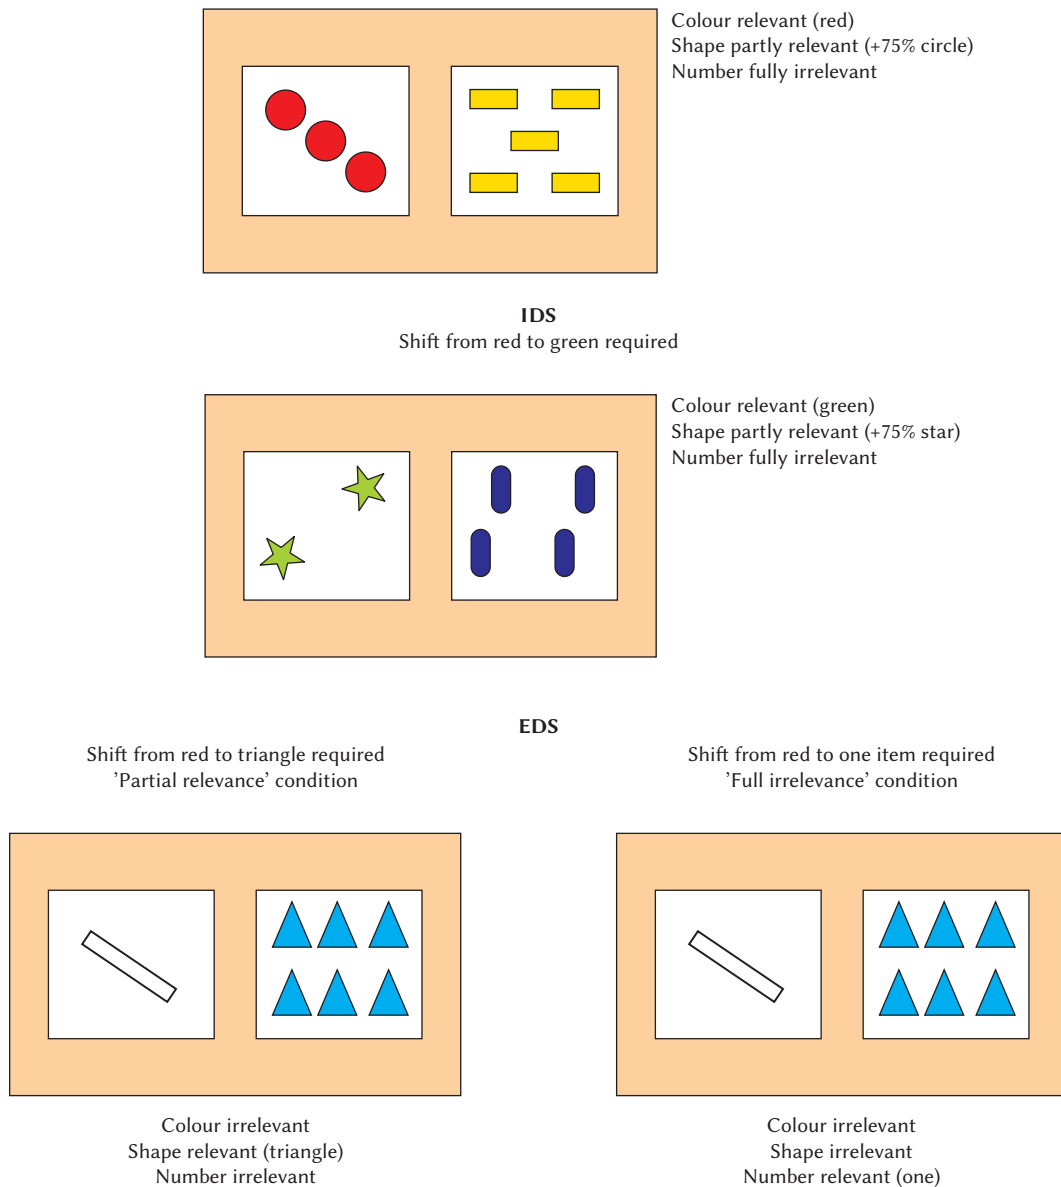 Colour relevant (red)
Shape partly relevant (+75% circle)
Number fully irrelevant
IDS
Shift from red to green required
Colour relevant (green)
Shape partly relevant (+75% star)
Number fully irrelevant
EDS
Shift from red to triangle required
’Partial relevance’ condition
Shift from red to one item required
’Full irrelevance’ condition
Colour irrelevant
Shape relevant (triangle)
Number irrelevant
Colour irrelevant
Shape irrelevant
Number relevant (one)